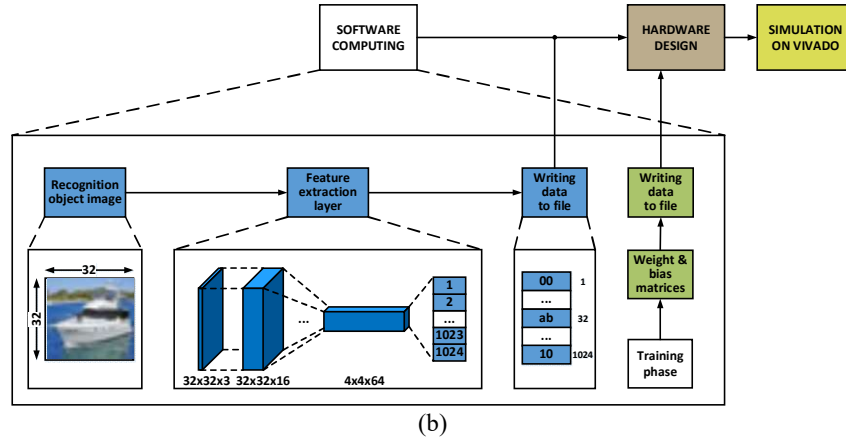 SOFTWARE
COMPUTING
HARDWARE
DESIGN
SIMULATION
ON VIVADO
Recognition
object image
Feature
extraction
layer
Writing
data
to file
Writing
data
to file
32
32
...
1
2
...
1023
1024
32x32x3
32x32x16
4x4x64
00
1
...
ab
32
...
10
1024
Weight &
bias
matrices
Training
phase
(b)